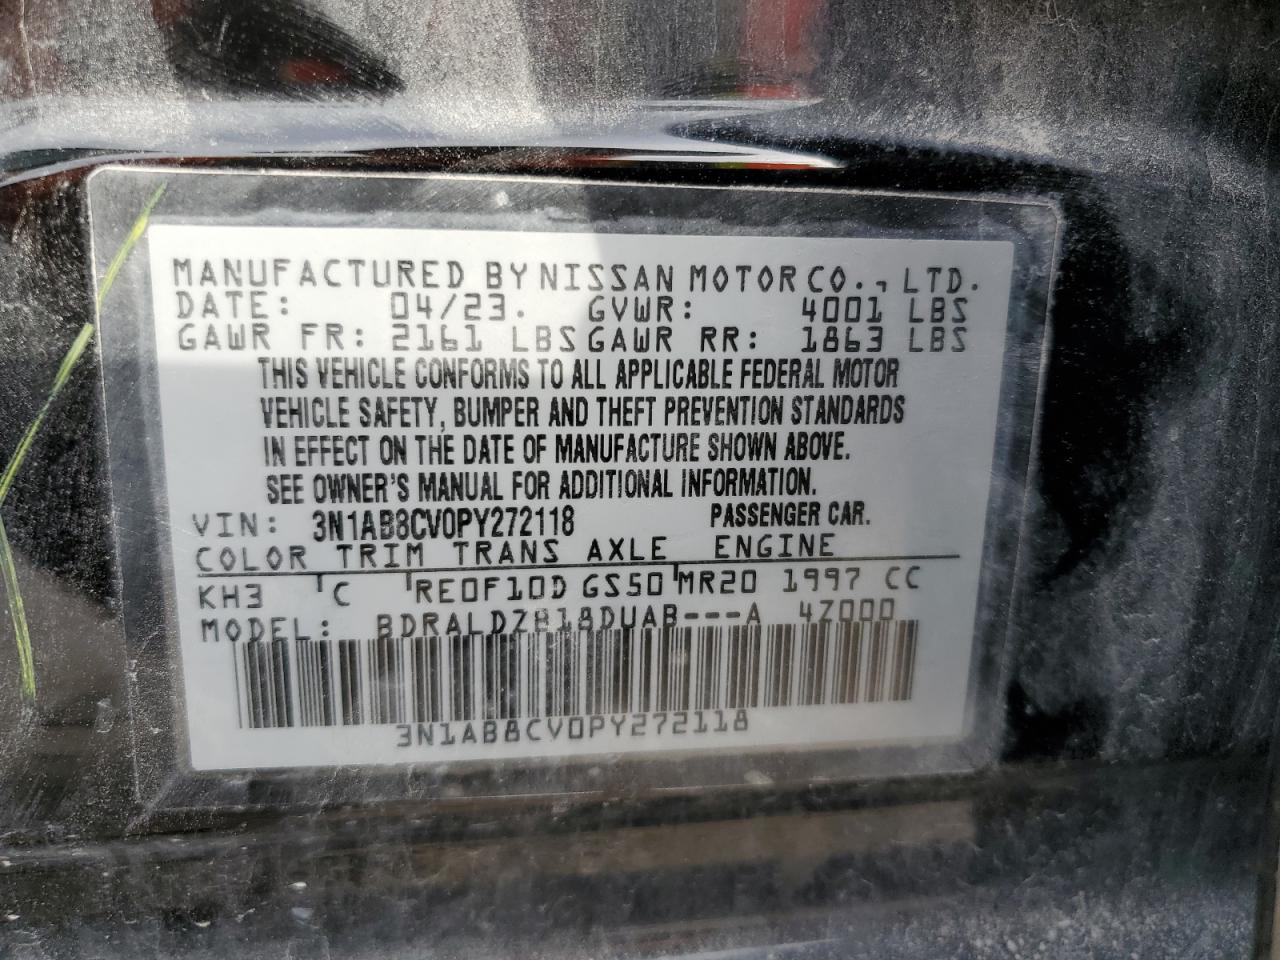 MANUFACTURED BY NISSAN MOTOR CO., LTD.
DATE: 04/23. GVWR: 4001 LBS
GAWR FR: 2161 LBS GAWR RR: 1863 LBS
THIS VEHICLE CONFORMS TO ALL APPLICABLE FEDERAL MOTOR
VEHICLE SAFETY, BUMPER AND THEFT PREVENTION STANDARDS
IN EFFECT ON THE DATE OF MANUFACTURE SHOWN ABOVE.
SEE OWNER'S MANUAL FOR ADDITIONAL INFORMATION.
VIN: 3N1AB8CV0PY272118 PASSENGER CAR.
COLOR TRIM TRANS AXLE ENGINE
KH3 C RE0F10D GS50 MR20 1997 CC
MODEL: BDRALDZB18DUAB---A 4Z000
3N1AB8CV0PY272118